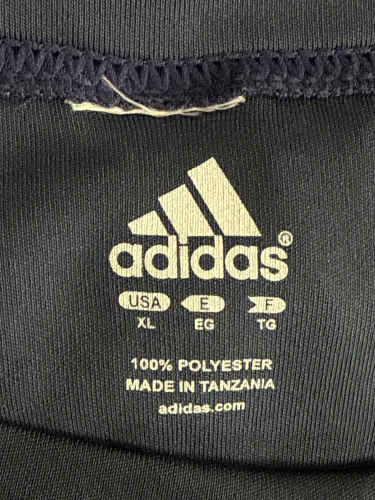 adidas®
USA E F
XL EG TG
100% POLYESTER
MADE IN TANZANIA
adidas.com